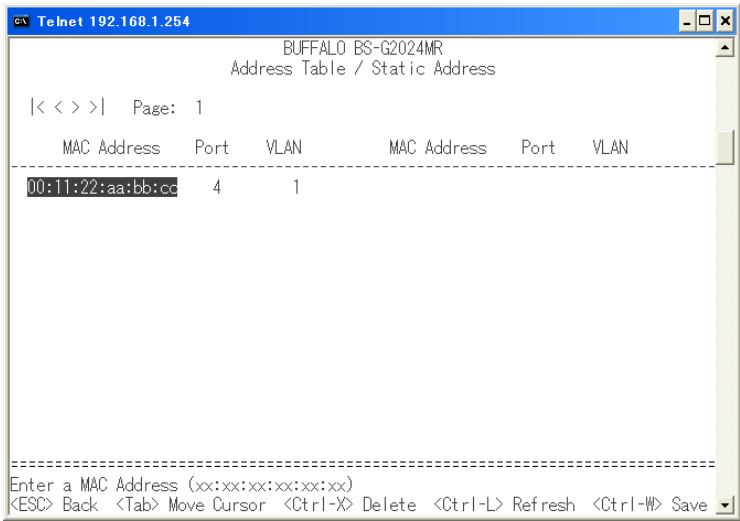 Telnet 192.168.1.254
BUFFALO BS-G2024MR
Address Table / Static Address
|< < > >| Page: 1
MAC Address Port VLAN MAC Address Port VLAN
00:11:22:aa:bb:cc 4 1
Enter a MAC Address (xx:xx:xx:xx:xx:xx)
<ESC> Back <Tab> Move Cursor <Ctrl-X> Delete <Ctrl-L> Refresh <Ctrl-W> Save